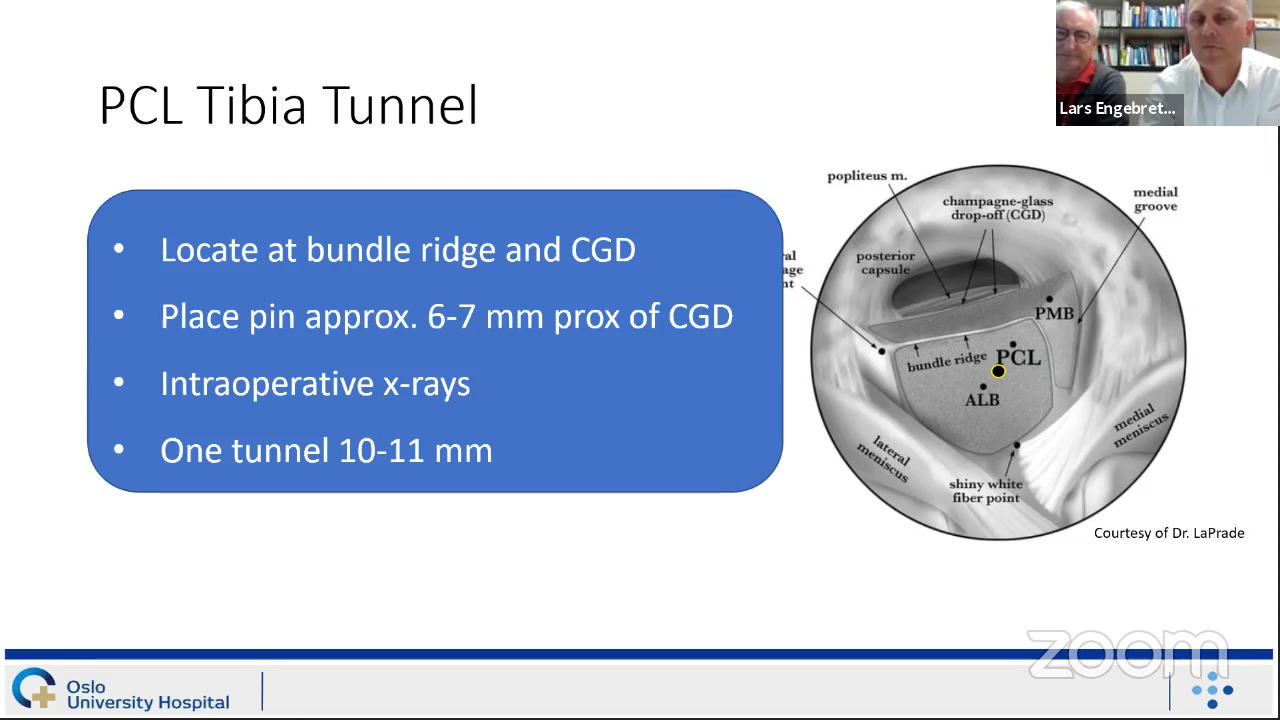 PCL Tibia Tunnel
Lars Engebret...
• Locate at bundle ridge and CGD
• Place pin approx. 6-7 mm prox of CGD
• Intraoperative x-rays
• One tunnel 10-11 mm
popliteus m.
champagne-glass
drop-off (CGD)
medial
groove
posterior
capsule
PMB
bundle ridge
PCL
ALB
lateral
meniscus
medial
meniscus
shiny white
fiber point
Courtesy of Dr. LaPrade
zoom
Oslo
University Hospital